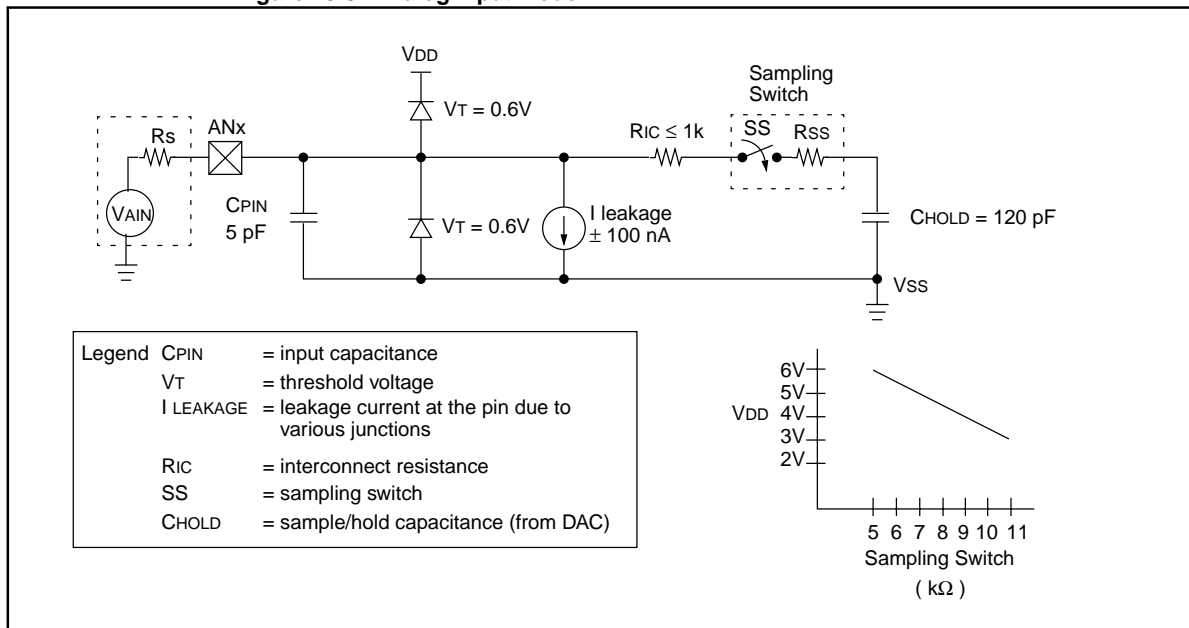 VDD
Sampling
Switch
VT = 0.6V
RS
ANx
RIC ≤ 1k
SS
RSS
VAIN
CPIN
5 pF
VT = 0.6V
I leakage
± 100 nA
CHOLD = 120 pF
VSS
Legend CPIN = input capacitance
VT = threshold voltage
I LEAKAGE = leakage current at the pin due to
various junctions
RIC = interconnect resistance
SS = sampling switch
CHOLD = sample/hold capacitance (from DAC)
6V
5V
VDD 4V
3V
2V
5 6 7 8 9 10 11
Sampling Switch
( kΩ )